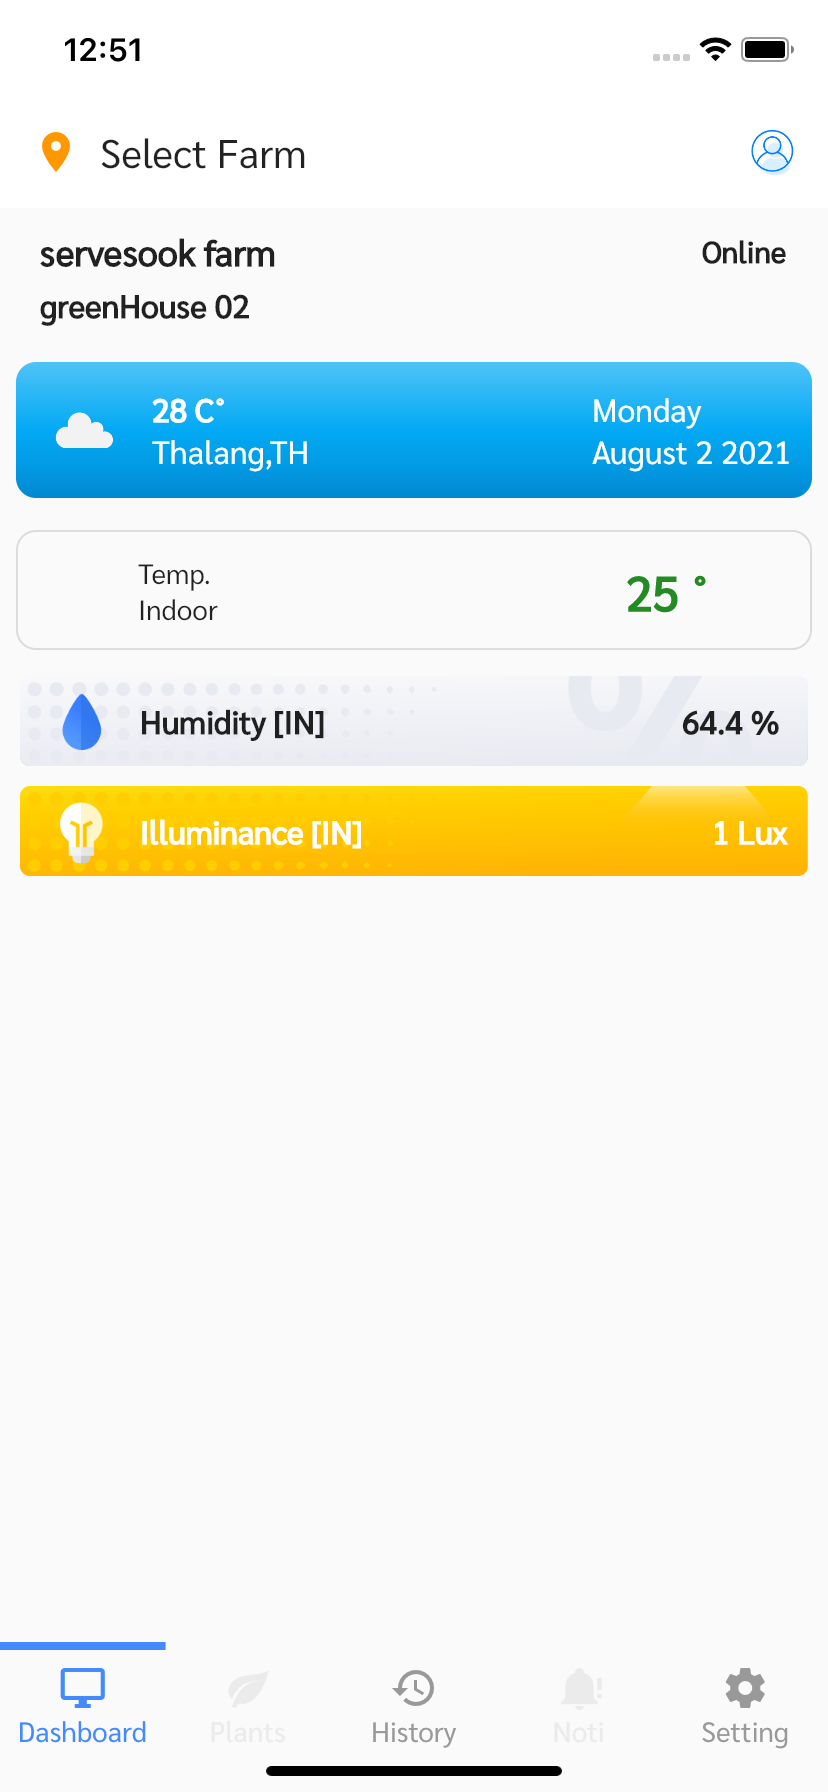 12:51
Select Farm
servesook farm
Online
greenHouse 02
28 C°
Monday
Thalang,TH
August 2 2021
Temp.
Indoor
25 °
Humidity [IN]
64.4 %
Illuminance [IN]
1 Lux
Dashboard
Plants
History
Noti
Setting